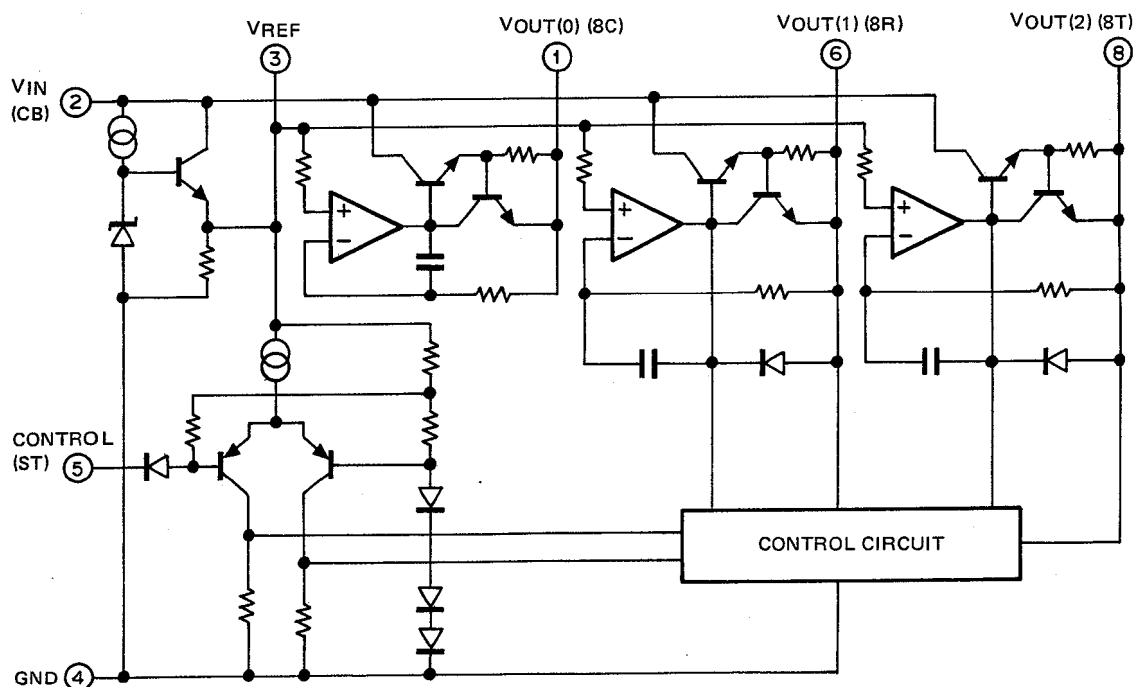 VREF
3
VOUT(0) (8C)
1
VOUT(1) (8R)
6
VOUT(2) (8T)
8
VIN
(CB)
2
+
−
+
−
+
−
CONTROL
(ST)
5
CONTROL CIRCUIT
GND
4